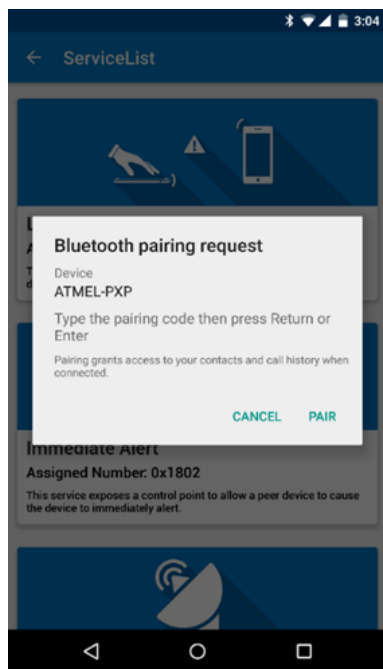 3:04
ServiceList
L
A
T
d
Bluetooth pairing request
Device
ATMEL-PXP
Type the pairing code then press Return or
Enter
Pairing grants access to your contacts and call history when
connected.
CANCEL PAIR
Immediate Alert
Assigned Number: 0x1802
This service exposes a control point to allow a peer device to cause
the device to immediately alert.